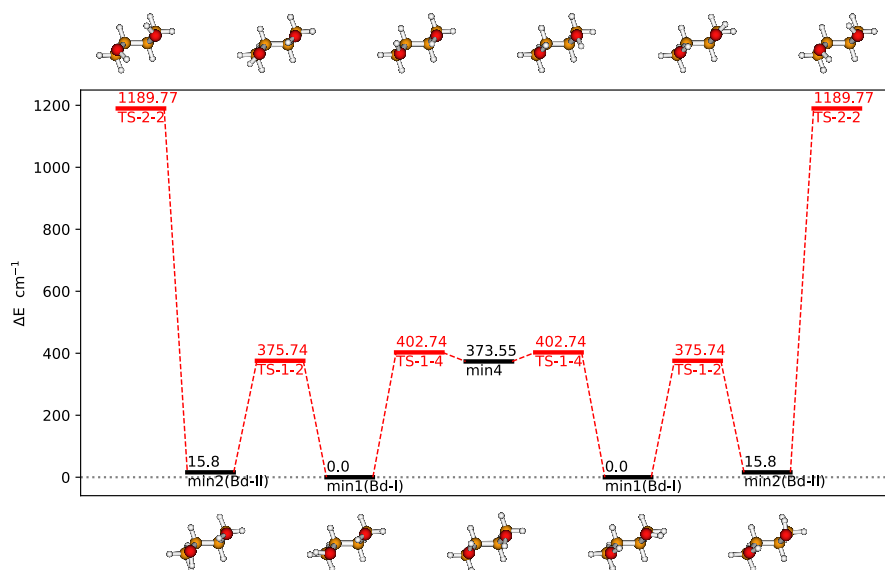 1189.77
TS-2-2
1189.77
TS-2-2
1200
1000
800
600
400
200
0
ΔE cm⁻¹
375.74
TS-1-2
402.74
TS-1-4
373.55
min4
402.74
TS-1-4
375.74
TS-1-2
15.8
min2(Bd-II)
0.0
min1(Bd-I)
0.0
min1(Bd-I)
15.8
min2(Bd-II)